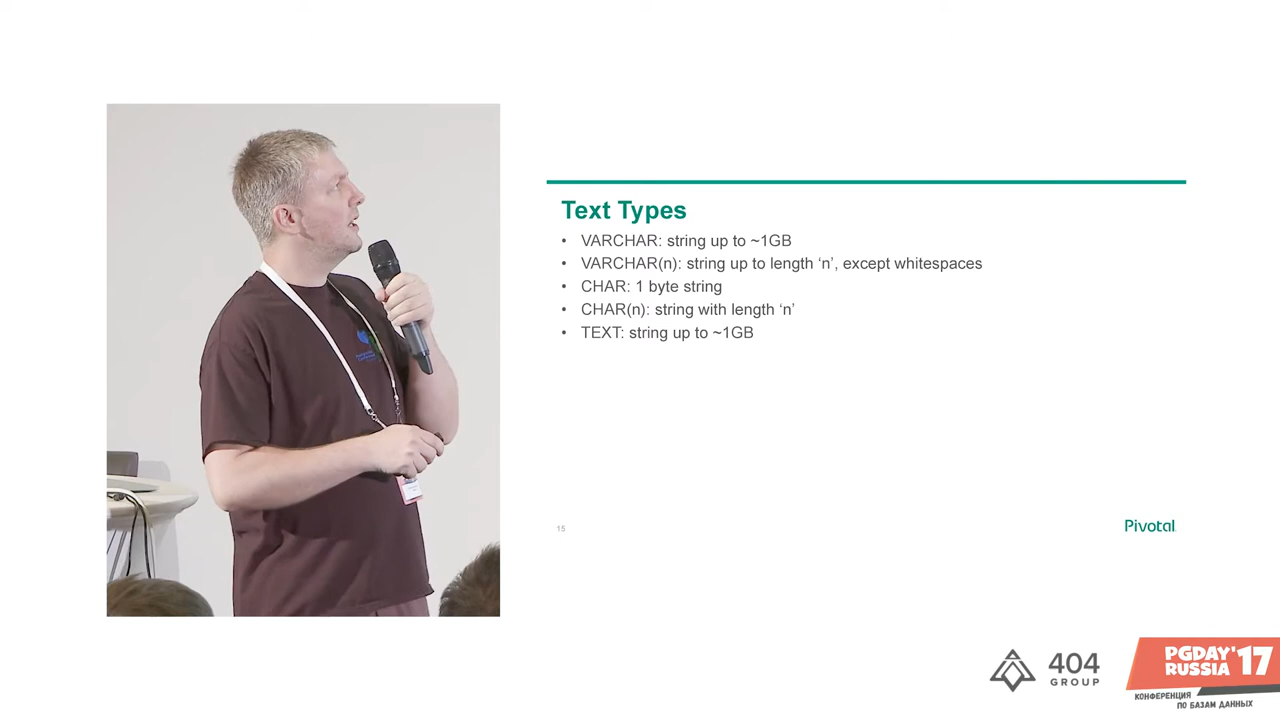 Text Types
• VARCHAR: string up to ~1GB
• VARCHAR(n): string up to length ‘n’, except whitespaces
• CHAR: 1 byte string
• CHAR(n): string with length ‘n’
• TEXT: string up to ~1GB
15
Pivotal
404
GROUP
PGDAY'17
RUSSIA
КОНФЕРЕНЦИЯ
ПО БАЗАМ ДАННЫХ